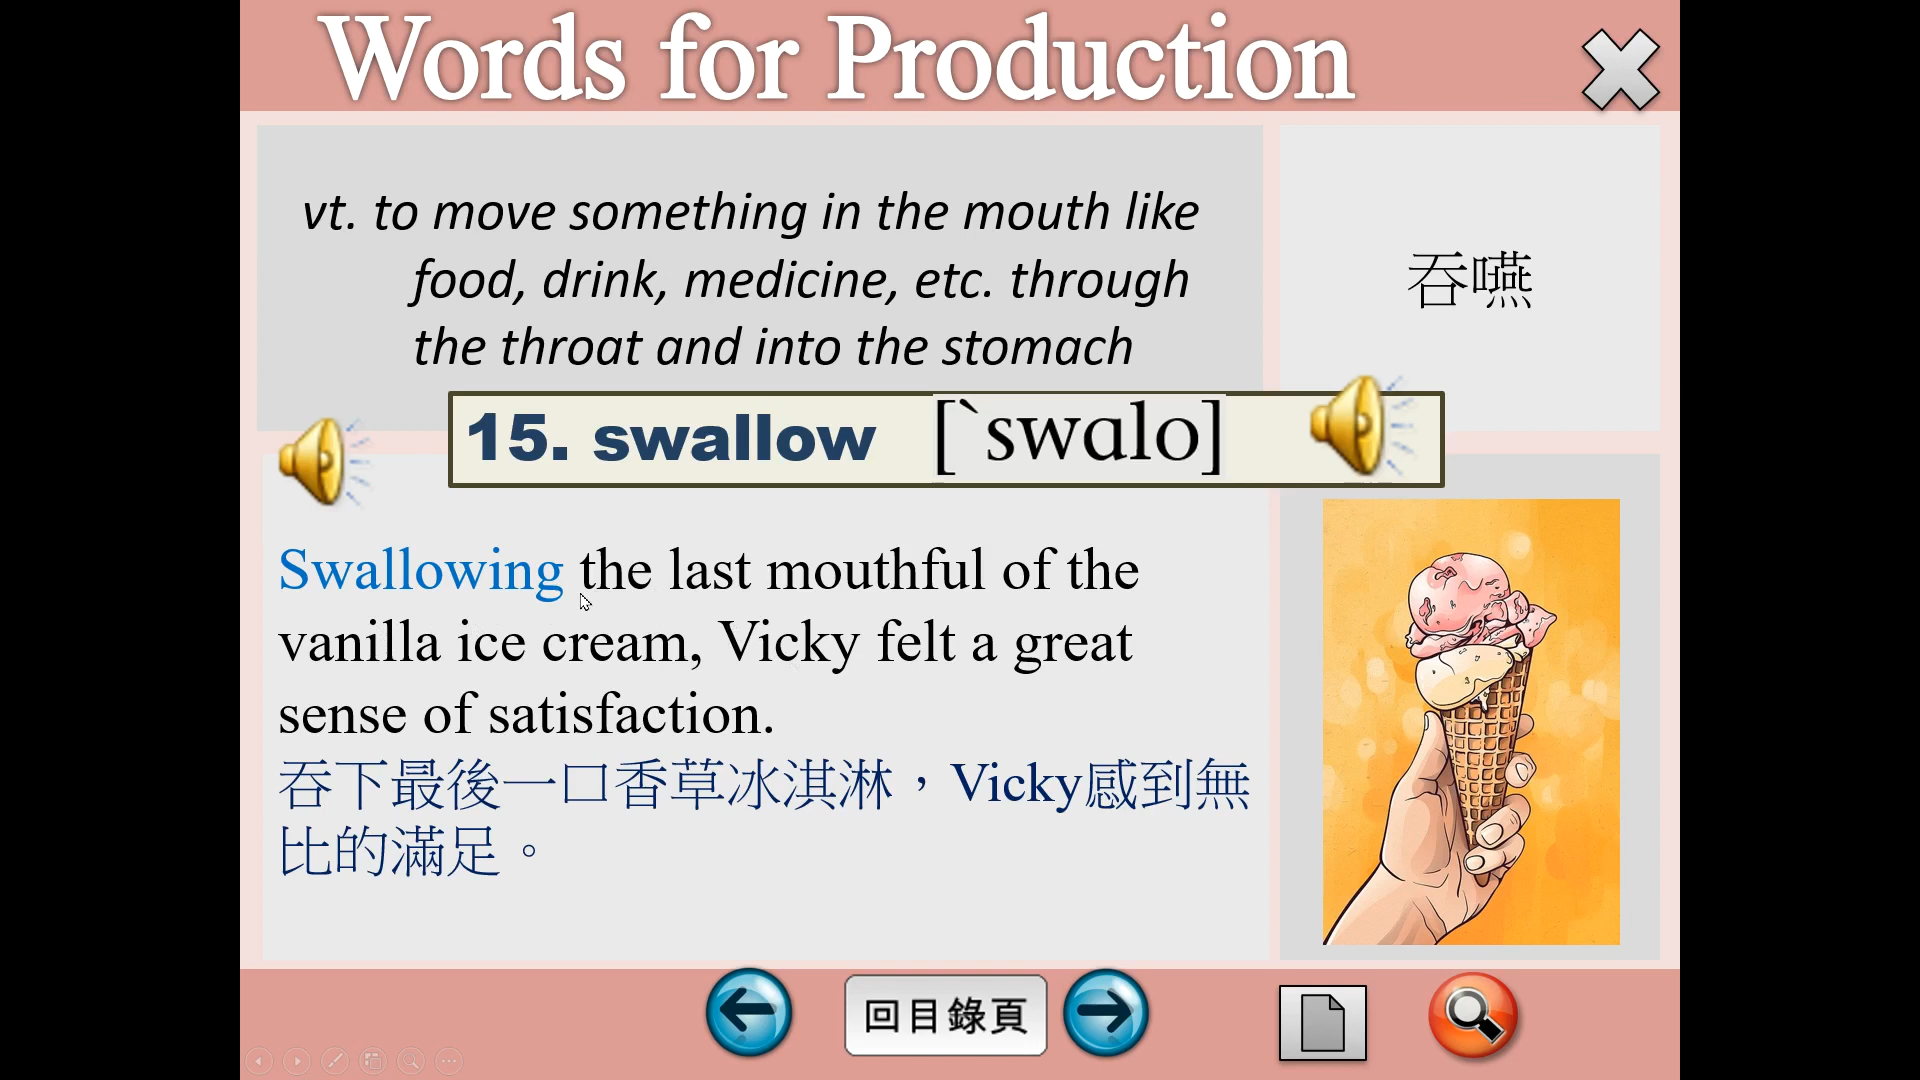 Words for Production
vt. to move something in the mouth like
food, drink, medicine, etc. through
the throat and into the stomach
吞嚥
15. swallow [ˋswɑlo]
Swallowing the last mouthful of the
vanilla ice cream, Vicky felt a great
sense of satisfaction.
吞下最後一口香草冰淇淋，Vicky感到無
比的滿足。
回目錄頁